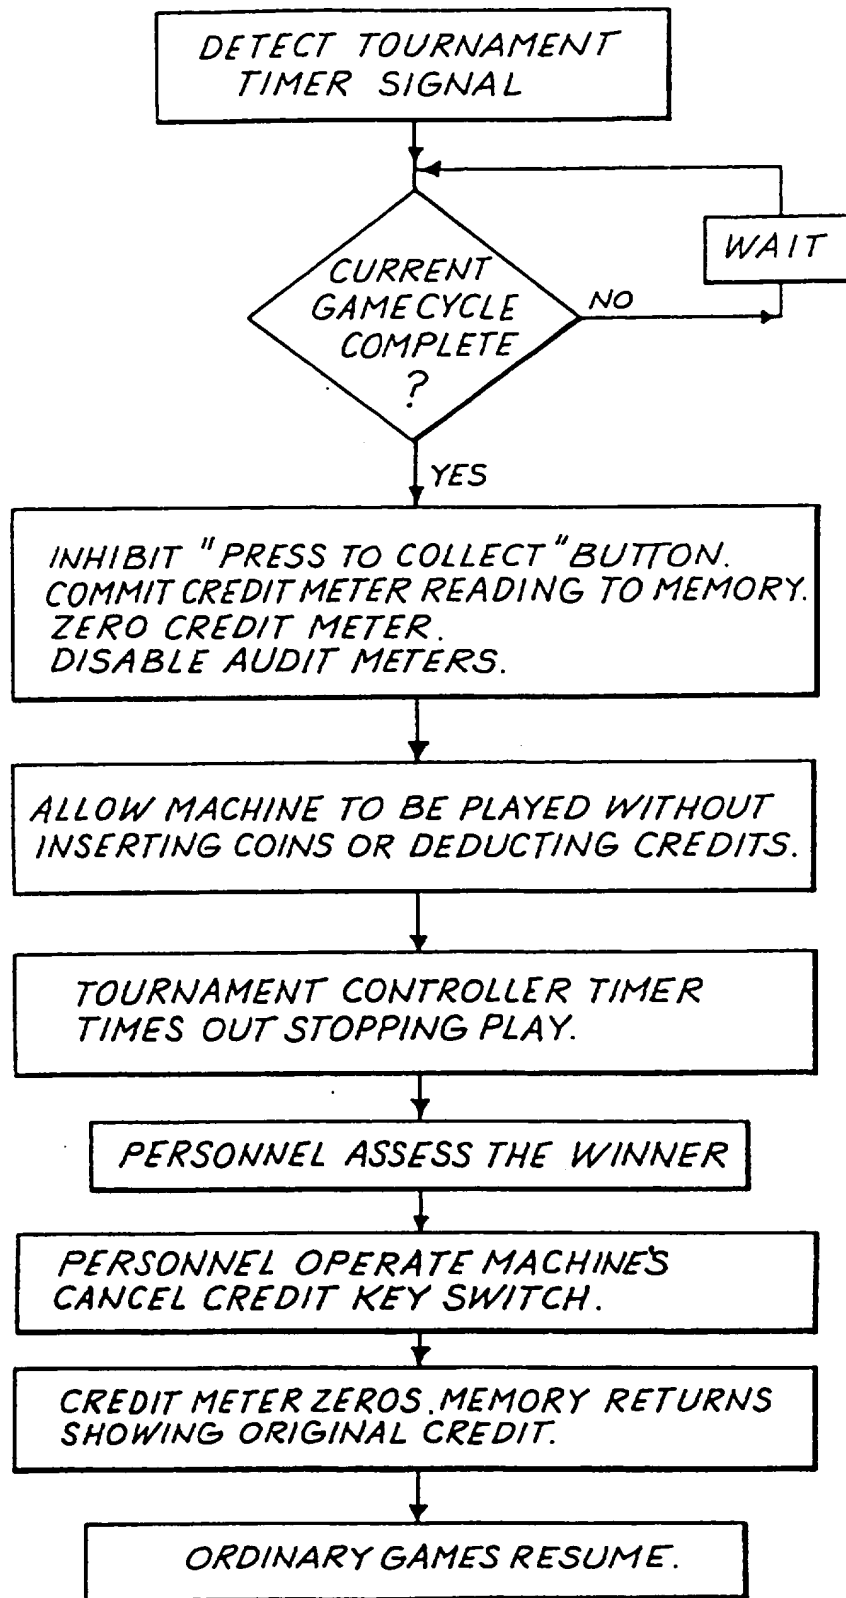 DETECT TOURNAMENT
TIMER SIGNAL
WAIT
CURRENT
GAMECYCLE
COMPLETE
?
NO
YES
INHIBIT "PRESS TO COLLECT" BUTTON.
COMMIT CREDIT METER READING TO MEMORY.
ZERO CREDIT METER.
DISABLE AUDIT METERS.
ALLOW MACHINE TO BE PLAYED WITHOUT
INSERTING COINS OR DEDUCTING CREDITS.
TOURNAMENT CONTROLLER TIMER
TIMES OUT STOPPING PLAY.
PERSONNEL ASSESS THE WINNER
PERSONNEL OPERATE MACHINE'S
CANCEL CREDIT KEY SWITCH.
CREDIT METER ZEROS. MEMORY RETURNS
SHOWING ORIGINAL CREDIT.
ORDINARY GAMES RESUME.